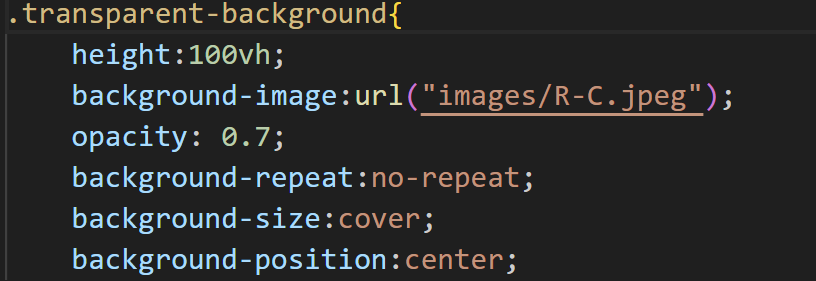 .transparent-background{
height:100vh;
background-image:url("images/R-C.jpeg");
opacity: 0.7;
background-repeat:no-repeat;
background-size:cover;
background-position:center;